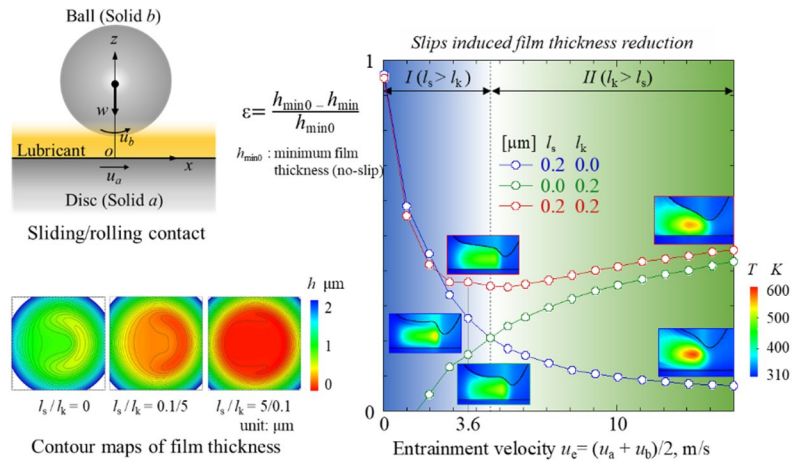 Ball (Solid b)
z
w
u_b
Lubricant
o
x
u_a
Disc (Solid a)
Sliding/rolling contact
ε= (h_min0 – h_min) / h_min0
h_min0 : minimum film
thickness (no-slip)
h μm
2
1
0
l_s / l_k = 0
l_s / l_k = 0.1/5
l_s / l_k = 5/0.1
unit: μm
Contour maps of film thickness
Slips induced film thickness reduction
1
I (l_s > l_k)
II (l_k > l_s)
[μm] l_s l_k
0.2 0.0
0.0 0.2
0.2 0.2
T K
600
500
400
310
0
0
3.6
10
Entrainment velocity u_e= (u_a + u_b)/2, m/s